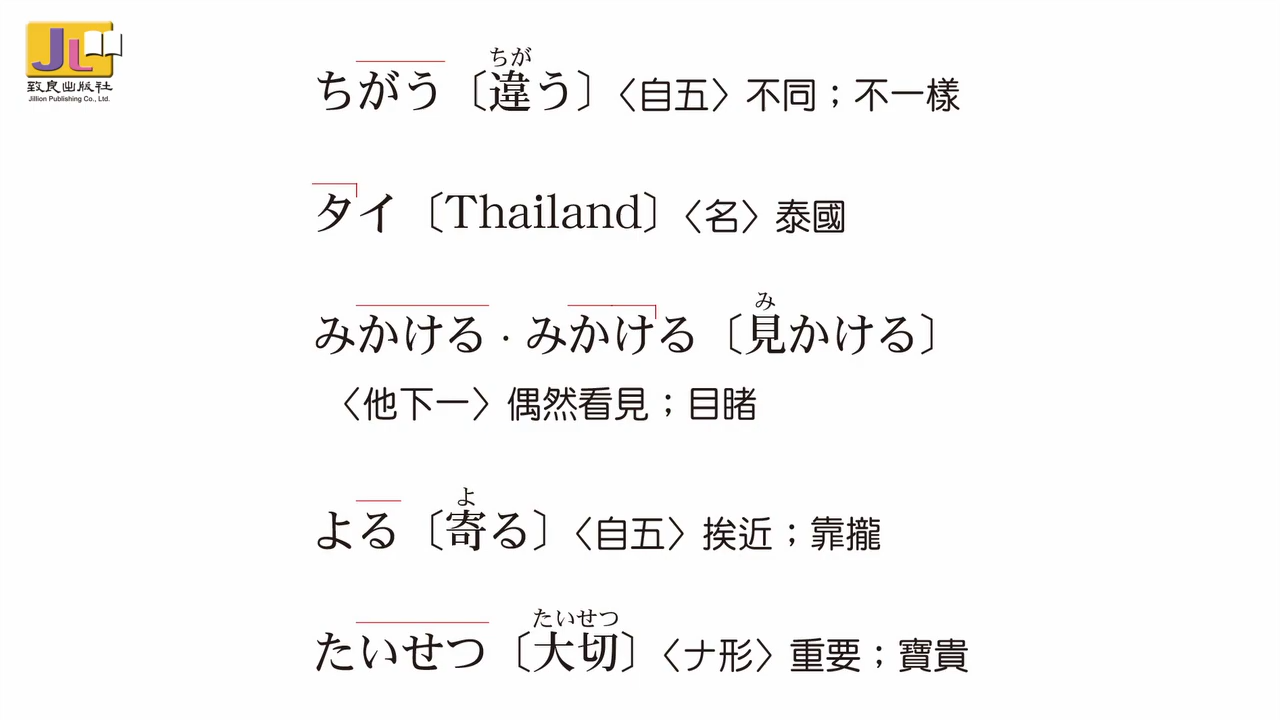 JL
致良出版社
Jillion Publishing Co., Ltd.
ちがう〔違う〕〈自五〉不同；不一樣
ちが
タイ〔Thailand〕〈名〉泰國
みかける・みかける〔見かける〕
み
〈他下一〉偶然看見；目睹
よる〔寄る〕〈自五〉挨近；靠攏
よ
たいせつ〔大切〕〈ナ形〉重要；寶貴
たいせつ